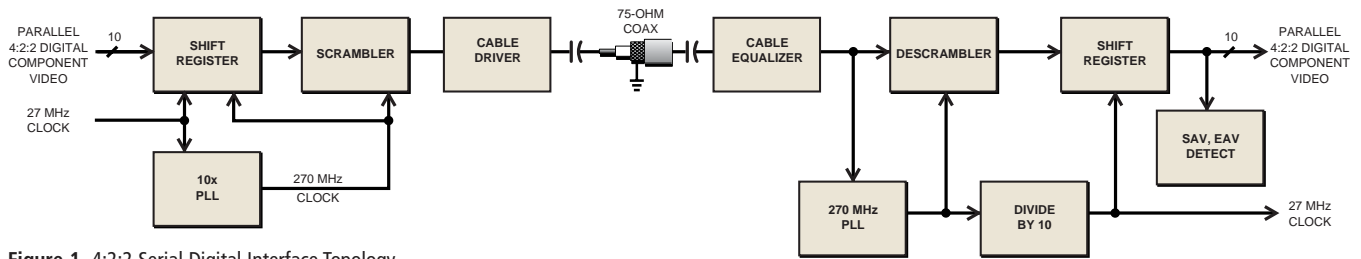 PARALLEL
4:2:2 DIGITAL
COMPONENT
VIDEO
10
SHIFT
REGISTER
SCRAMBLER
CABLE
DRIVER
75-OHM
COAX
CABLE
EQUALIZER
DESCRAMBLER
SHIFT
REGISTER
10
PARALLEL
4:2:2 DIGITAL
COMPONENT
VIDEO
27 MHz
CLOCK
10x
PLL
270 MHz
CLOCK
SAV, EAV
DETECT
270 MHz
PLL
DIVIDE
BY 10
27 MHz
CLOCK
Figure 1. 4:2:2 Serial Digital Interface Topology